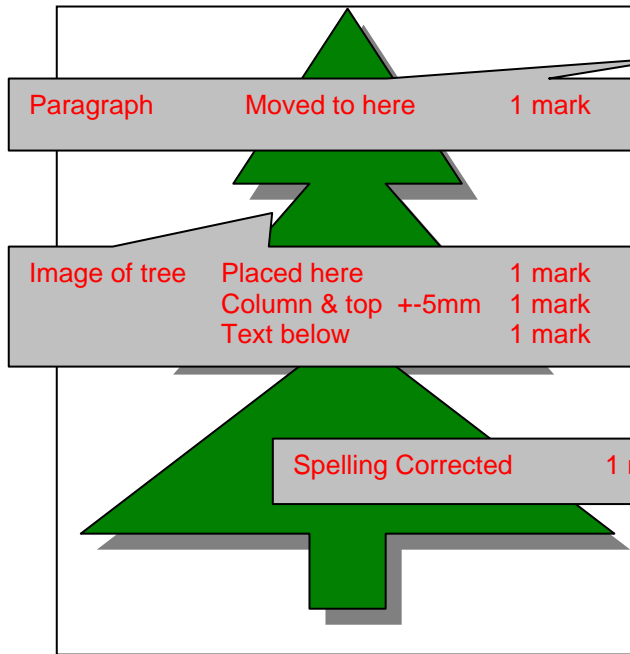 Paragraph Moved to here 1 mark
Image of tree Placed here 1 mark
Column & top +-5mm 1 mark
Text below 1 mark
Spelling Corrected 1